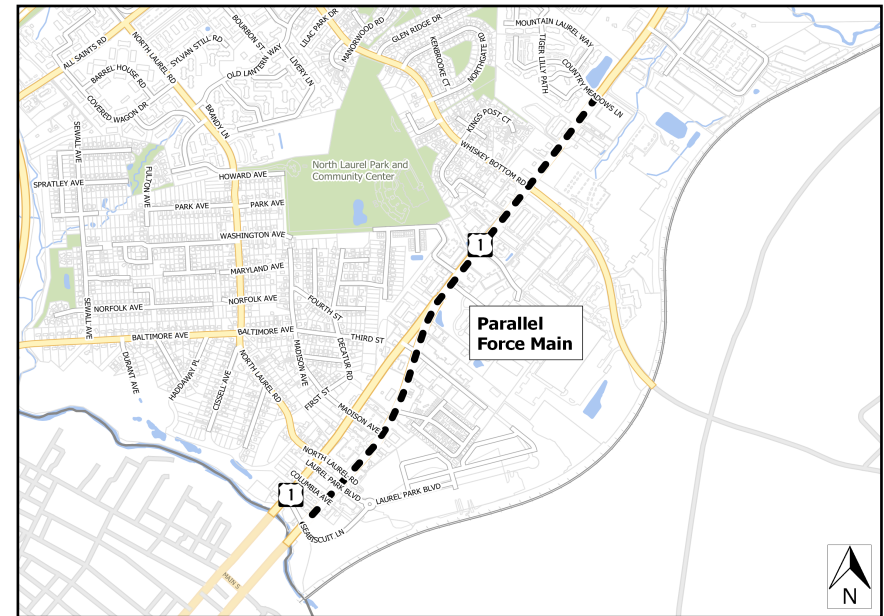 ALL SAINTS RD
NORTH LAUREL RD
SYLVAN STILL RD
BOURBON ST
LILAC PARK DR
MANORWOOD RD
GLEN RIDGE DR
KENBROOKE CT
NORTHGATE RD
MOUNTAIN LAUREL WAY
TIGER LILLY PATH
COUNTRY MEADOWS LN
BARREL HOUSE RD
OLD LANTERN WAY
LIVERY LN
COVERED WAGON DR
BRANDY LN
KINGS POST CT
WHISKEY BOTTOM RD
SEWALL AVE
SPRATLEY AVE
FULTON AVE
HOWARD AVE
North Laurel Park and
Community Center
PARK AVE
PARK AVE
WASHINGTON AVE
1
MARYLAND AVE
NORFOLK AVE
NORFOLK AVE
SEWALL AVE
FOURTH ST
BALTIMORE AVE
BALTIMORE AVE
THIRD ST
Parallel
Force Main
DURANT AVE
HADDAWAY PL
CISSELL AVE
NORTH LAUREL RD
MADISON AVE
DECATUR RD
FIRST ST
MADISON AVE
NORTH LAUREL RD
LAUREL PARK BLVD
COLUMBIA AVE
1
LAUREL PARK BLVD
SEABISCUIT LN
MAIN S
N